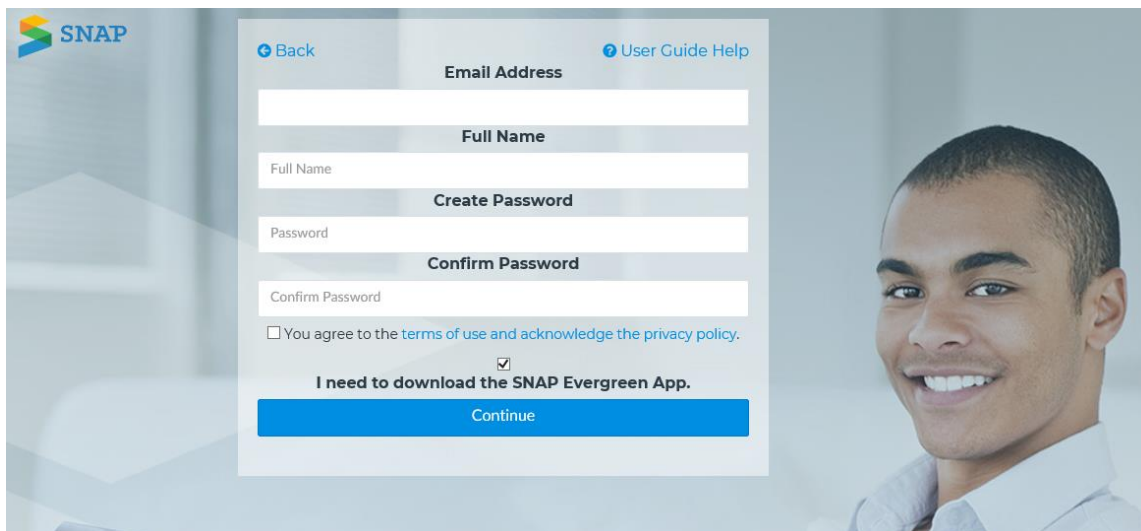 SNAP
Back
User Guide Help
Email Address
Full Name
Full Name
Create Password
Password
Confirm Password
Confirm Password
You agree to the terms of use and acknowledge the privacy policy.
I need to download the SNAP Evergreen App.
Continue